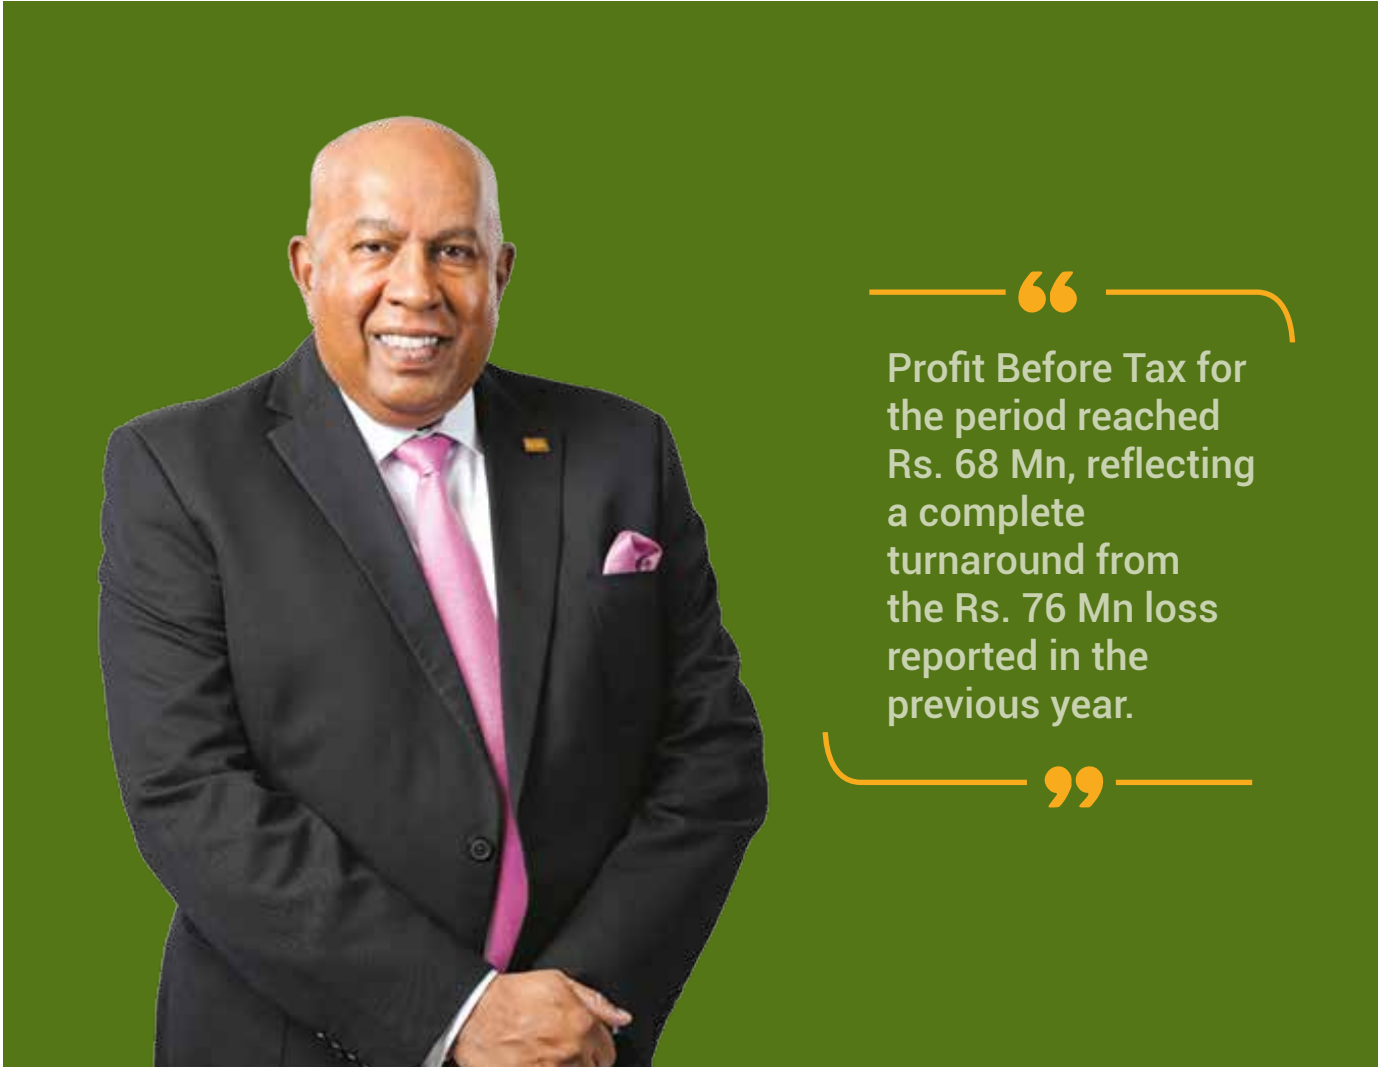 “
Profit Before Tax for
the period reached
Rs. 68 Mn, reflecting
a complete
turnaround from
the Rs. 76 Mn loss
reported in the
previous year.
”